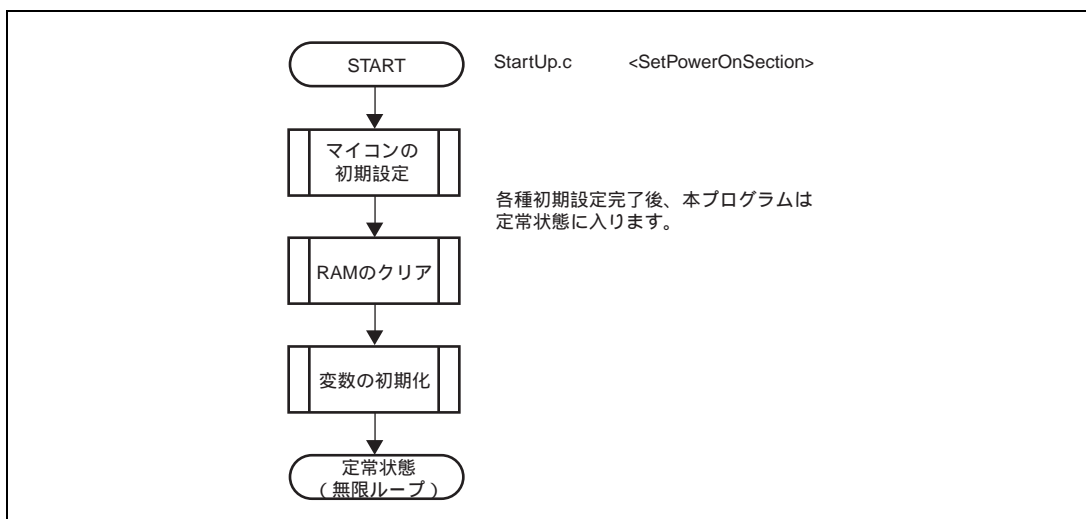 START
StartUp.c <SetPowerOnSection>
マイコンの
初期設定
各種初期設定完了後、本プログラムは
定常状態に入ります。
RAMのクリア
変数の初期化
定常状態
(無限ループ)